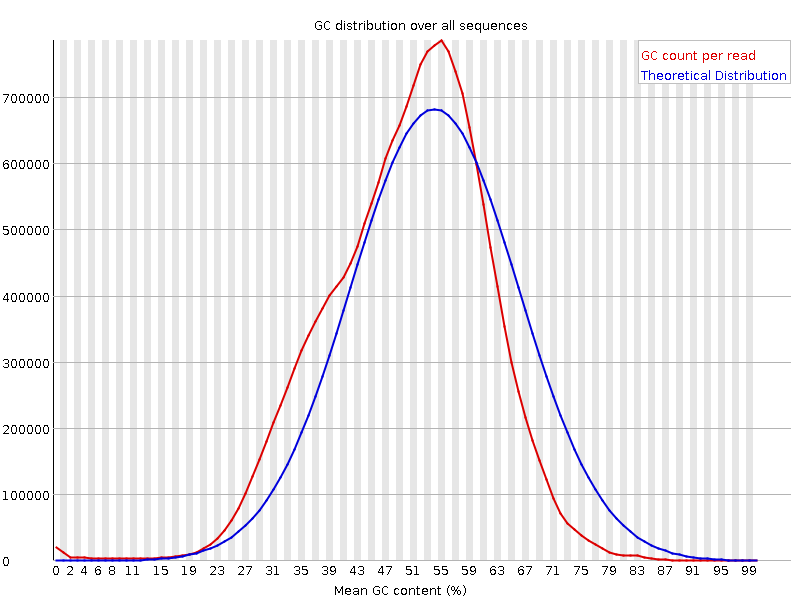 GC distribution over all sequences
GC count per read
Theoretical Distribution
700000
600000
500000
400000
300000
200000
100000
0
0 2 4 6 8 11 15 19 23 27 31 35 39 43 47 51 55 59 63 67 71 75 79 83 87 91 95 99
Mean GC content (%)